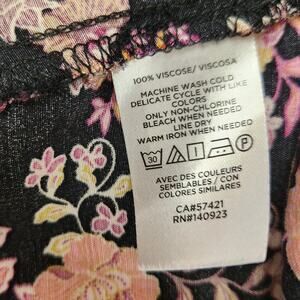 100% VISCOSE/ VISCOSA
MACHINE WASH COLD
DELICATE CYCLE WITH LIKE
COLORS
ONLY NON-CHLORINE
BLEACH WHEN NEEDED
LINE DRY
WARM IRON WHEN NEEDED
30 P
AVEC DES COULEURS
SEMBLABLES / CON
COLORES SIMILARES
CA#57421
RN#140923